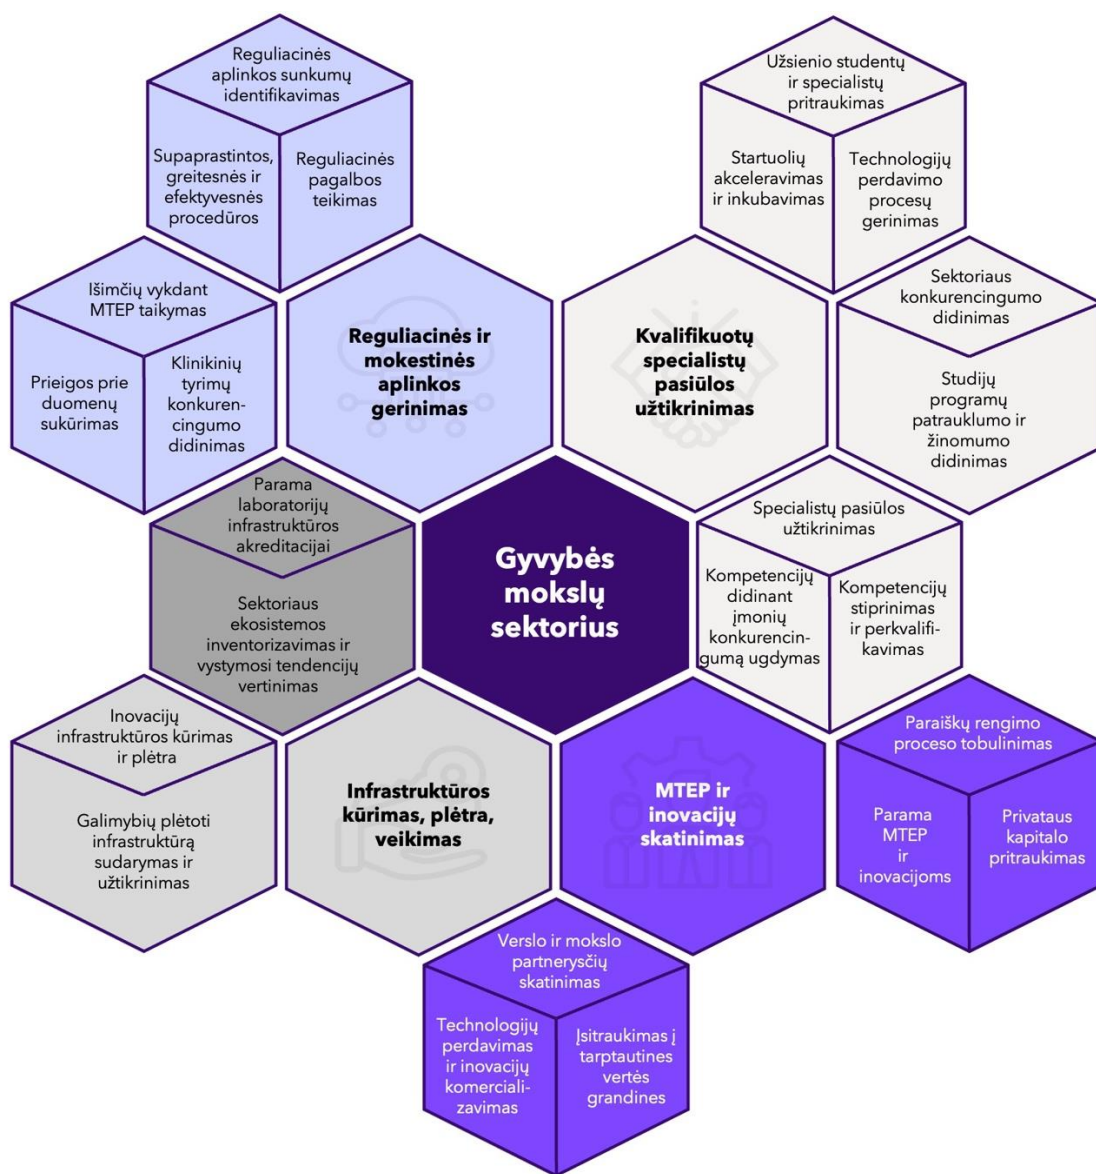 Reguliacinės
aplinkos sunkumų
identifikavimas
Supaprastintos,
greitesnės ir
efektyvesnės
procedūros
Reguliacinės
pagalbos
teikimas
Užsienio studentų
ir specialistų
pritraukimas
Startuolių
akceleravimas
ir inkubavimas
Technologijų
perdavimo
procesų
gerinimas
Išimčių vykdant
MTEP taikymas
Prieigos prie
duomenų
sukūrimas
Klinikinių
tyrimų
konkuren-
cingumo
didinimas
Reguliacinės ir
mokestinės
aplinkos
gerinimas
Kvalifikuotų
specialistų
pasiūlos
užtikrinimas
Sektoriaus
konkurencingumo
didinimas
Studijų
programų
patrauklumo ir
žinomumo
didinimas
Parama
laboratorijų
infrastruktūros
akreditacijai
Sektoriaus
ekosistemos
inventorizavimas ir
vystymosi tendencijų
vertinimas
Gyvybės
mokslų
sektorius
Specialistų pasiūlos
užtikrinimas
Kompetencijų
didinant
įmonių
konkurencin-
gumą ugdymas
Kompetencijų
stiprinimas
ir perkvalifi-
kavimas
Inovacijų
infrastruktūros kūrimas
ir plėtra
Galimybių plėtoti
infrastruktūrą
sudarymas ir
užtikrinimas
Infrastruktūros
kūrimas, plėtra,
veikimas
MTEP ir
inovacijų
skatinimas
Paraiškų rengimo
proceso tobulinimas
Parama
MTEP
ir
inovacijoms
Privataus
kapitalo
pritraukimas
Verslo ir mokslo
partnerysčių
skatinimas
Technologijų
perdavimas
ir inovacijų
komerciali-
zavimas
Įsitraukimas į
tarptautines
vertės
grandines